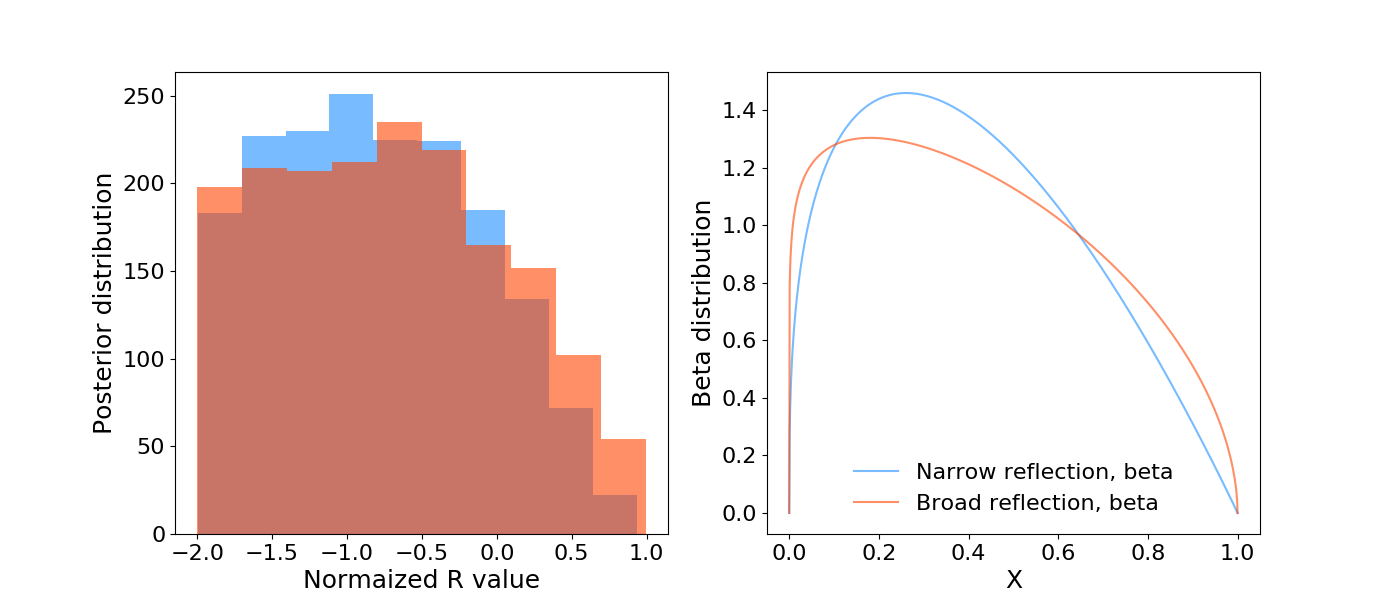 250
200
150
100
50
0
Posterior distribution
−2.0 −1.5 −1.0 −0.5 0.0 0.5 1.0
Normaized R value
1.4
1.2
1.0
0.8
0.6
0.4
0.2
0.0
Beta distribution
Narrow reflection, beta
Broad reflection, beta
0.0 0.2 0.4 0.6 0.8 1.0
X